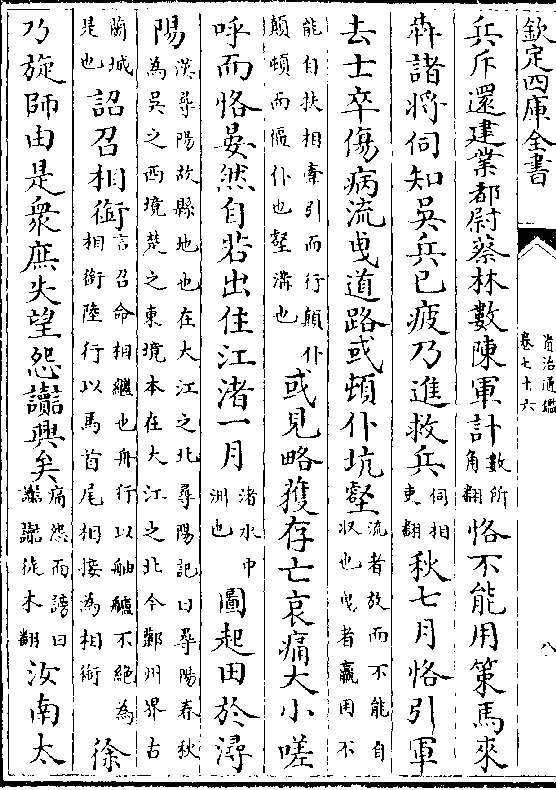 欽定四庫全書
資治通鑑
卷七十六
八
兵斥還建業都尉蔡林數陳軍計數所角翻恪不能用策馬來
犇諸將伺知吳兵已疲乃進救兵伺相吏翻秋七月恪引軍
去士卒傷病流曳道路或頓仆坑壑流者放而不能自収也曳者羸困不
能自扶相牽引而行顛仆顛頓而僵仆也壑溝也或見略獲存亡哀痛大小嗟
呼而恪晏然自若出住江渚一月渚水中洲也圖起田於潯
陽漢尋陽故縣地也在大江之北尋陽記曰尋陽春秋為吳之西境楚之東境本在大江之北今鄿州界古
蘭城是也詔召相銜言召命相繼也舟行以舳艫不絕為相銜陸行以馬首尾相接為相銜徐
乃旋師由是衆庶失望怨讟興矣痛怨而謗曰讟讟徒木翻汝南太